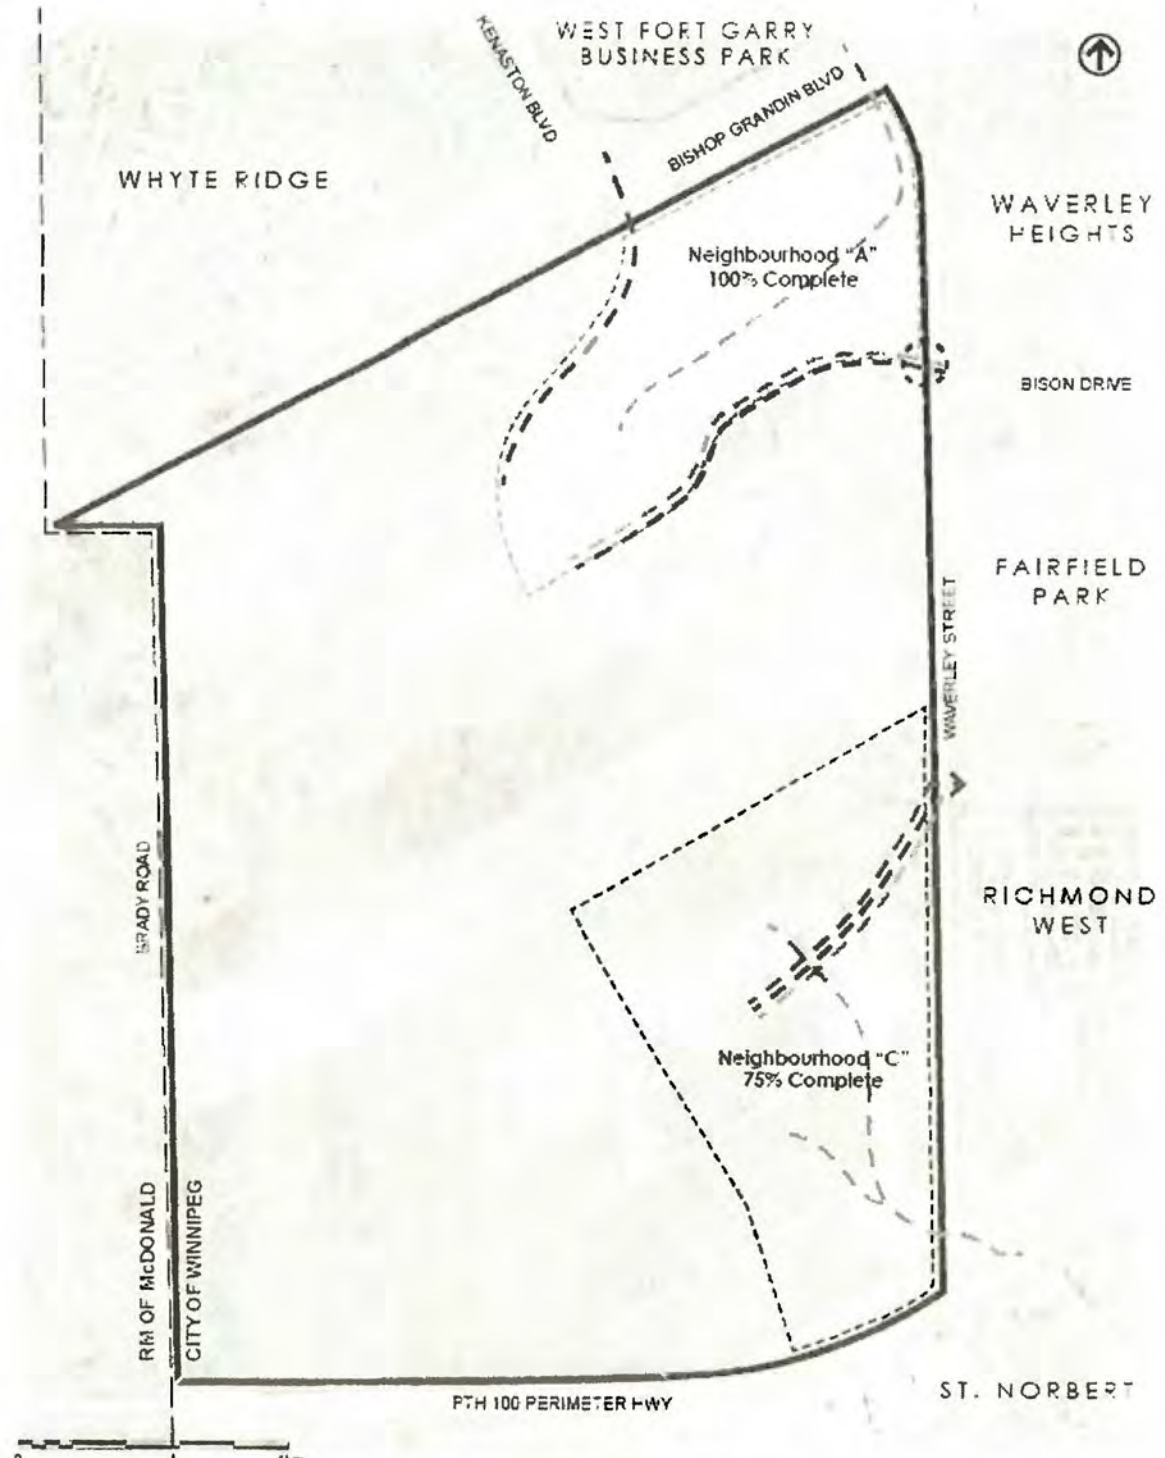 WEST FORT GARRY
BUSINESS PARK
KENASTON BLVD
BISHOP GRANDIN BLVD
WHYTE RIDGE
WAVERLEY
HEIGHTS
Neighbourhood "A"
100% Complete
BISON DRIVE
FAIRFIELD
PARK
WAVERLEY STREET
BRADY ROAD
RICHMOND
WEST
Neighbourhood "C"
75% Complete
RM OF McDONALD
CITY OF WINNIPEG
PTH 100 PERIMETER HWY
ST. NORBERT